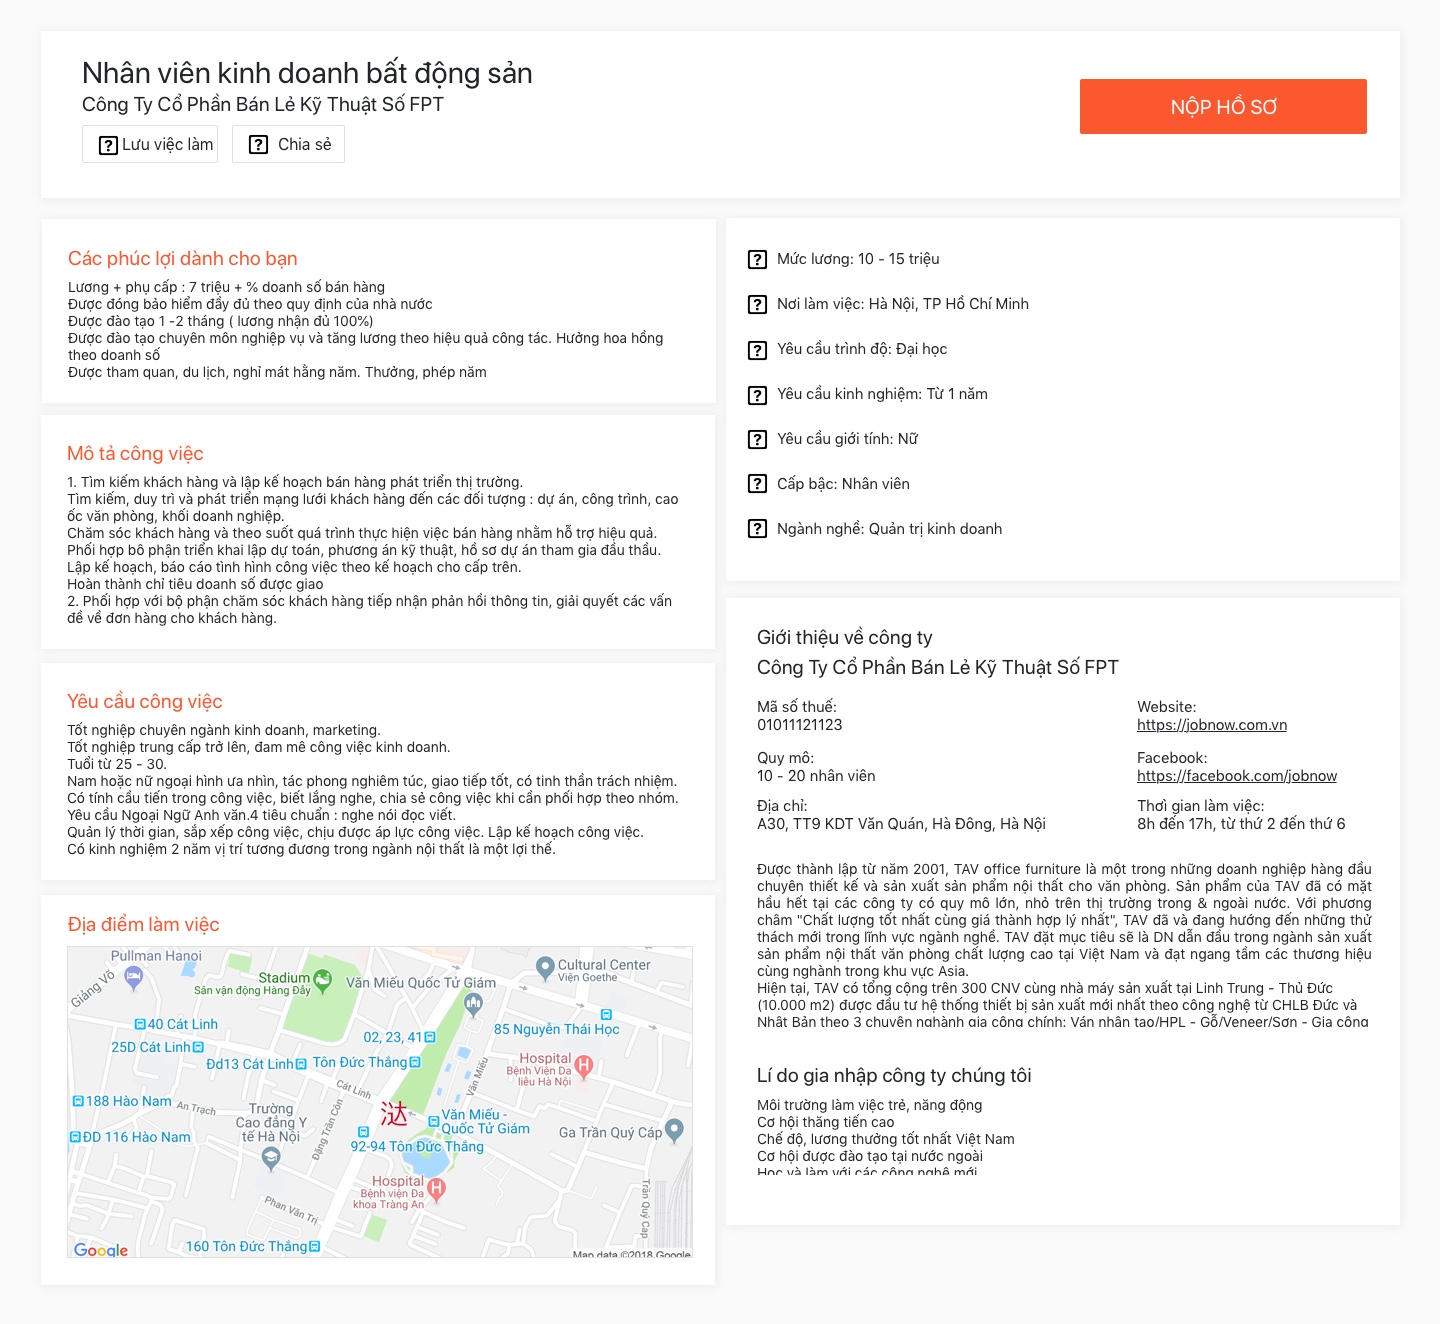 Nhân viên kinh doanh bất động sản
Công Ty Cổ Phần Bán Lẻ Kỹ Thuật Số FPT
Lưu việc làm
Chia sẻ
NỘP HỒ SƠ
Các phúc lợi dành cho bạn
Lương + phụ cấp : 7 triệu + % doanh số bán hàng
Được đóng bảo hiểm đầy đủ theo quy định của nhà nước
Được đào tạo 1 -2 tháng ( lương nhận đủ 100%)
Được đào tạo chuyên môn nghiệp vụ và tăng lương theo hiệu quả công tác. Hưởng hoa hồng
theo doanh số
Được tham quan, du lịch, nghỉ mát hằng năm. Thưởng, phép năm
Mô tả công việc
1. Tìm kiếm khách hàng và lập kế hoạch bán hàng phát triển thị trường.
Tìm kiếm, duy trì và phát triển mạng lưới khách hàng đến các đối tượng : dự án, công trình, cao
ốc văn phòng, khối doanh nghiệp.
Chăm sóc khách hàng và theo suốt quá trình thực hiện việc bán hàng nhằm hỗ trợ hiệu quả.
Phối hợp bô phận triển khai lập dự toán, phương án kỹ thuật, hồ sơ dự án tham gia đầu thầu.
Lập kế hoạch, báo cáo tình hình công việc theo kế hoạch cho cấp trên.
Hoàn thành chỉ tiêu doanh số được giao
2. Phối hợp với bộ phận chăm sóc khách hàng tiếp nhận phản hồi thông tin, giải quyết các vấn
đề về đơn hàng cho khách hàng.
Yêu cầu công việc
Tốt nghiệp chuyên ngành kinh doanh, marketing.
Tốt nghiệp trung cấp trở lên, đam mê công việc kinh doanh.
Tuổi từ 25 - 30.
Nam hoặc nữ ngoại hình ưa nhìn, tác phong nghiêm túc, giao tiếp tốt, có tinh thần trách nhiệm.
Có tính cầu tiến trong công việc, biết lắng nghe, chia sẻ công việc khi cần phối hợp theo nhóm.
Yêu cầu Ngoại Ngữ Anh văn.4 tiêu chuẩn : nghe nói đọc viết.
Quản lý thời gian, sắp xếp công việc, chịu được áp lực công việc. Lập kế hoạch công việc.
Có kinh nghiệm 2 năm vị trí tương đương trong ngành nội thất là một lợi thế.
Địa điểm làm việc
Pullman Hanoi
Giảng Võ
Stadium
Sân vận động Hàng Đẫy
Văn Miếu Quốc Tử Giám
Cultural Center
Viện Goethe
40 Cát Linh
25D Cát Linh
02, 23, 41
85 Nguyễn Thái Học
Đd13 Cát Linh
Tôn Đức Thắng
Hospital
Bệnh Viện Da
liễu Hà Nội
Văn Miếu
Cát Linh
188 Hào Nam
An Trạch
Trường
Cao đẳng Y
tế Hà Nội
Đặng Trần Côn
泬
Văn Miếu -
Quốc Tử Giám
Ga Trần Quý Cáp
ĐD 116 Hào Nam
92-94 Tôn Đức Thắng
Hospital
Bệnh viện Đa
khoa Tràng An
Phan Văn Trị
Trần Quý Cáp
160 Tôn Đức Thắng
Google
Map data ©2018 Google
Mức lương: 10 - 15 triệu
Nơi làm việc: Hà Nội, TP Hồ Chí Minh
Yêu cầu trình độ: Đại học
Yêu cầu kinh nghiệm: Từ 1 năm
Yêu cầu giới tính: Nữ
Cấp bậc: Nhân viên
Ngành nghề: Quản trị kinh doanh
Giới thiệu về công ty
Công Ty Cổ Phần Bán Lẻ Kỹ Thuật Số FPT
Mã số thuế:
01011121123
Website:
https://jobnow.com.vn
Quy mô:
10 - 20 nhân viên
Facebook:
https://facebook.com/jobnow
Địa chỉ:
A30, TT9 KDT Văn Quán, Hà Đông, Hà Nội
Thời gian làm việc:
8h đến 17h, từ thứ 2 đến thứ 6
Được thành lập từ năm 2001, TAV office furniture là một trong những doanh nghiệp hàng đầu
chuyên thiết kế và sản xuất sản phẩm nội thất cho văn phòng. Sản phẩm của TAV đã có mặt
hầu hết tại các công ty có quy mô lớn, nhỏ trên thị trường trong & ngoài nước. Với phương
châm "Chất lượng tốt nhất cùng giá thành hợp lý nhất", TAV đã và đang hướng đến những thử
thách mới trong lĩnh vực ngành nghề. TAV đặt mục tiêu sẽ là DN dẫn đầu trong ngành sản xuất
sản phẩm nội thất văn phòng chất lượng cao tại Việt Nam và đạt ngang tầm các thương hiệu
cùng nghành trong khu vực Asia.
Hiện tại, TAV có tổng cộng trên 300 CNV cùng nhà máy sản xuất tại Linh Trung - Thủ Đức
(10.000 m2) được đầu tư hệ thống thiết bị sản xuất mới nhất theo công nghệ từ CHLB Đức và
Nhật Bản theo 3 chuyên nghành gia công chính: Ván nhân tạo/HPL - Gỗ/Veneer/Sơn - Gia công
Lí do gia nhập công ty chúng tôi
Môi trường làm việc trẻ, năng động
Cơ hội thăng tiến cao
Chế độ, lương thưởng tốt nhất Việt Nam
Cơ hội được đào tạo tại nước ngoài
Học và làm với các công nghệ mới